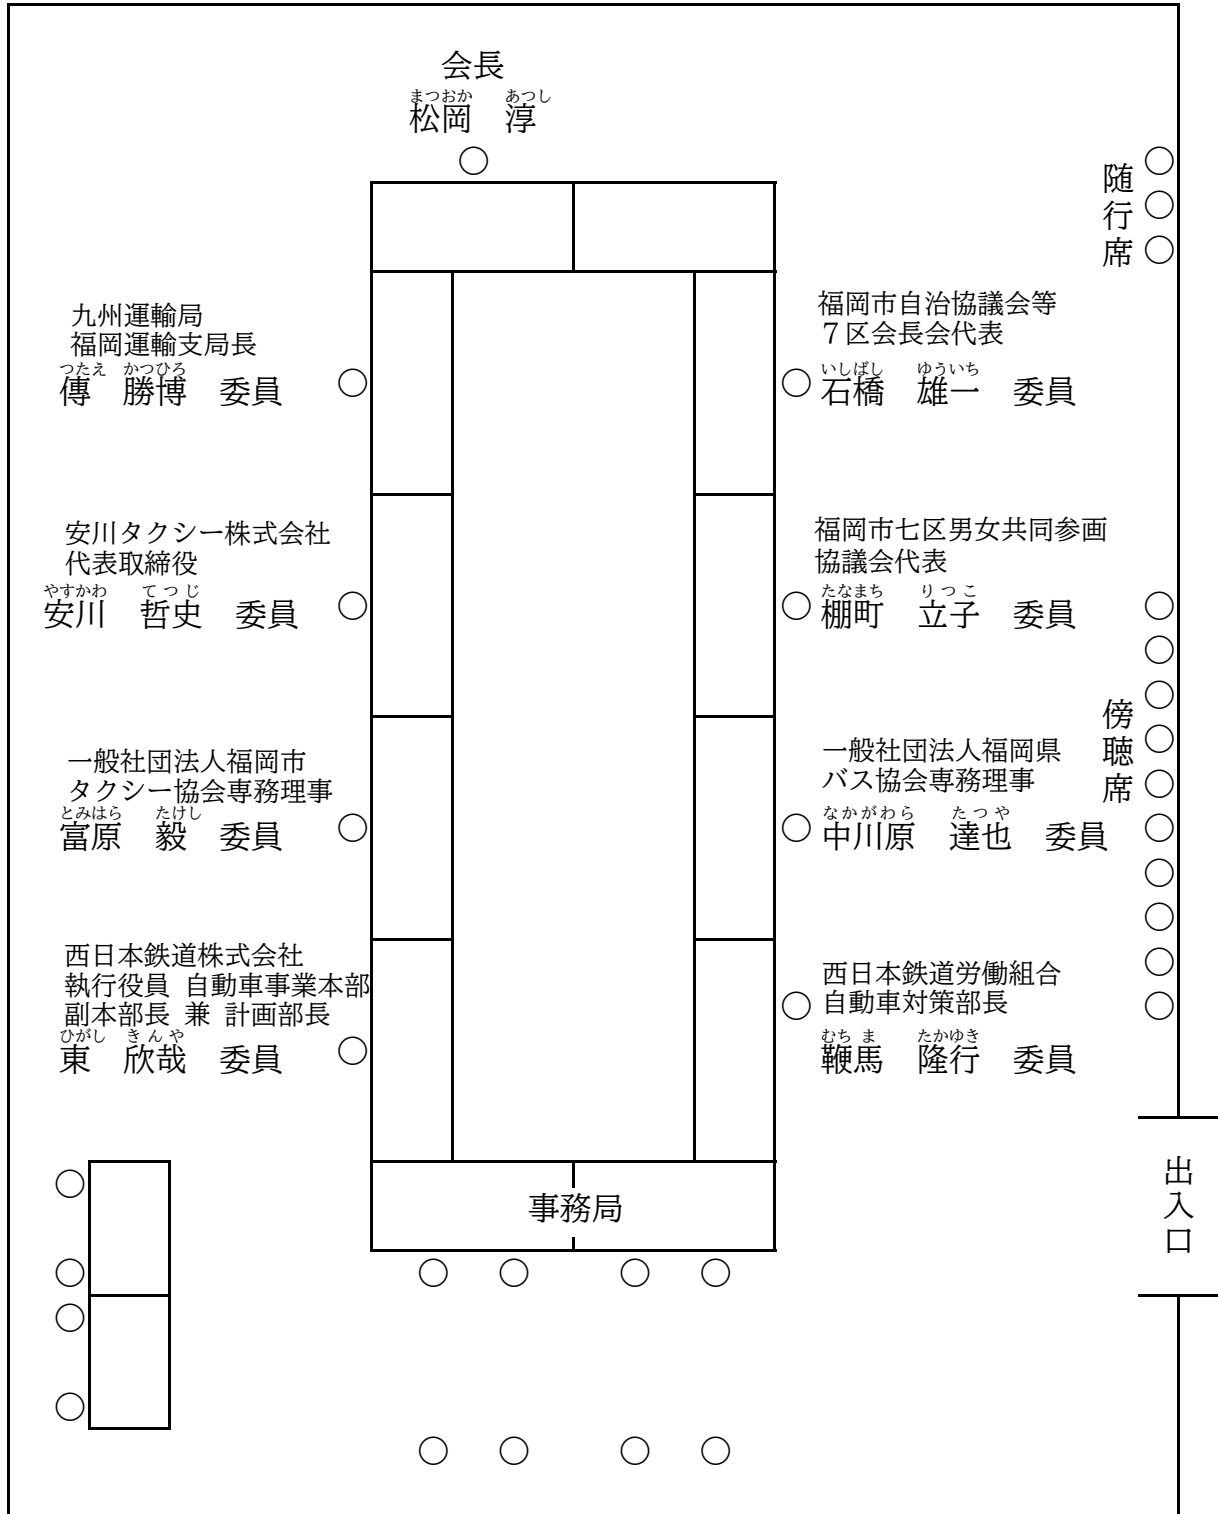 会長
まつおか　あつし
松岡　淳
随行席
九州運輸局
福岡運輸支局長
つたえ　かつひろ
傳　勝博　委員
福岡市自治協議会等
７区会長会代表
いしばし　ゆういち
石橋　雄一　委員
安川タクシー株式会社
代表取締役
やすかわ　てつじ
安川　哲史　委員
福岡市七区男女共同参画
協議会代表
たなまち　りつこ
棚町　立子　委員
傍聴席
一般社団法人福岡市
タクシー協会専務理事
とみはら　たけし
富原　毅　委員
一般社団法人福岡県
バス協会専務理事
なかがわら　たつや
中川原　達也　委員
西日本鉄道株式会社
執行役員 自動車事業本部
副本部長 兼 計画部長
ひがし　きんや
東　欣哉　委員
西日本鉄道労働組合
自動車対策部長
むちま　たかゆき
鞭馬　隆行　委員
出入口
事務局